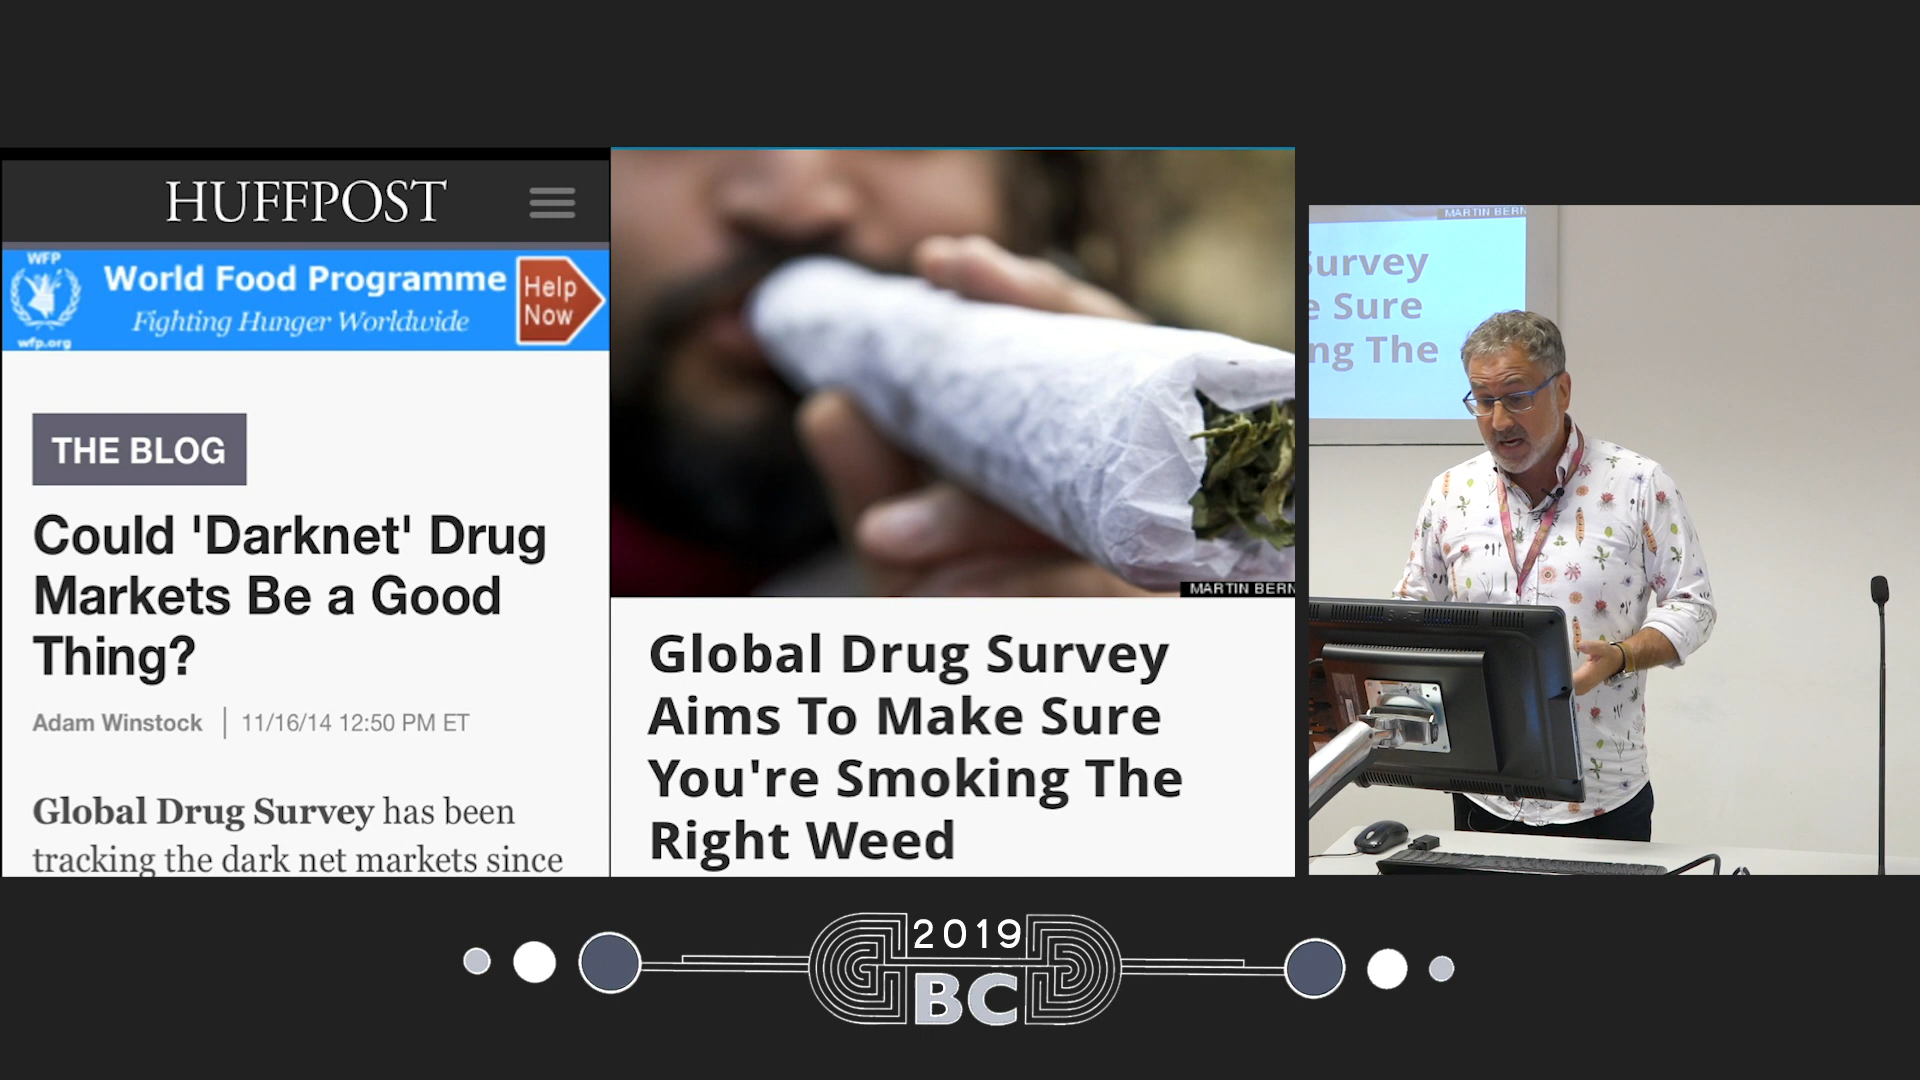 HUFFPOST
WFP
World Food Programme
Fighting Hunger Worldwide
wfp.org
Help
Now
THE BLOG
Could 'Darknet' Drug
Markets Be a Good
Thing?
Adam Winstock | 11/16/14 12:50 PM ET
Global Drug Survey has been
tracking the dark net markets since
MARTIN BERN
Global Drug Survey
Aims To Make Sure
You're Smoking The
Right Weed
MARTIN BERN
Survey
e Sure
ng The
2019
BC